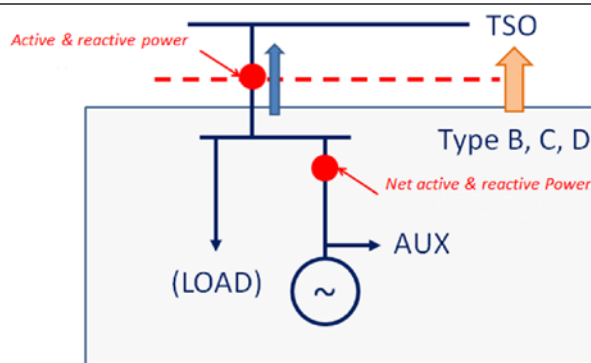 TSO
Active & reactive power
Type B, C, D
Net active & reactive Power
AUX
(LOAD)
~